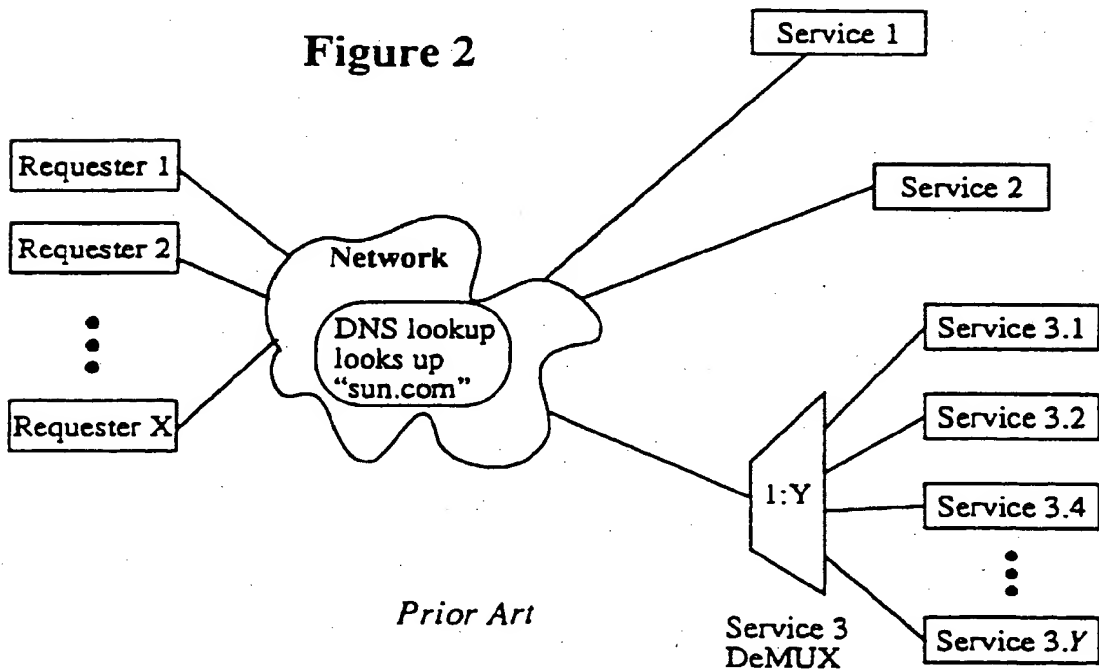 Figure 2
Service 1
Requester 1
Service 2
Requester 2
Network
DNS lookup
looks up
“sun.com”
Service 3.1
Requester X
Service 3.2
1:Y
Service 3.4
Prior Art
Service 3
DeMUX
Service 3.Y